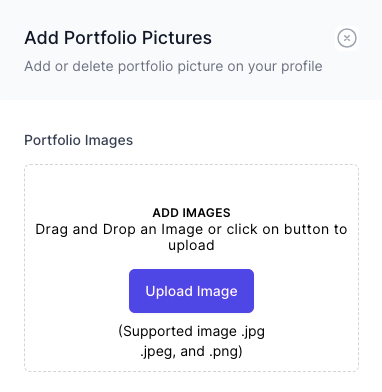 Add Portfolio Pictures
Add or delete portfolio picture on your profile
Portfolio Images
ADD IMAGES
Drag and Drop an Image or click on button to
upload
Upload Image
(Supported image .jpg
.jpeg, and .png)